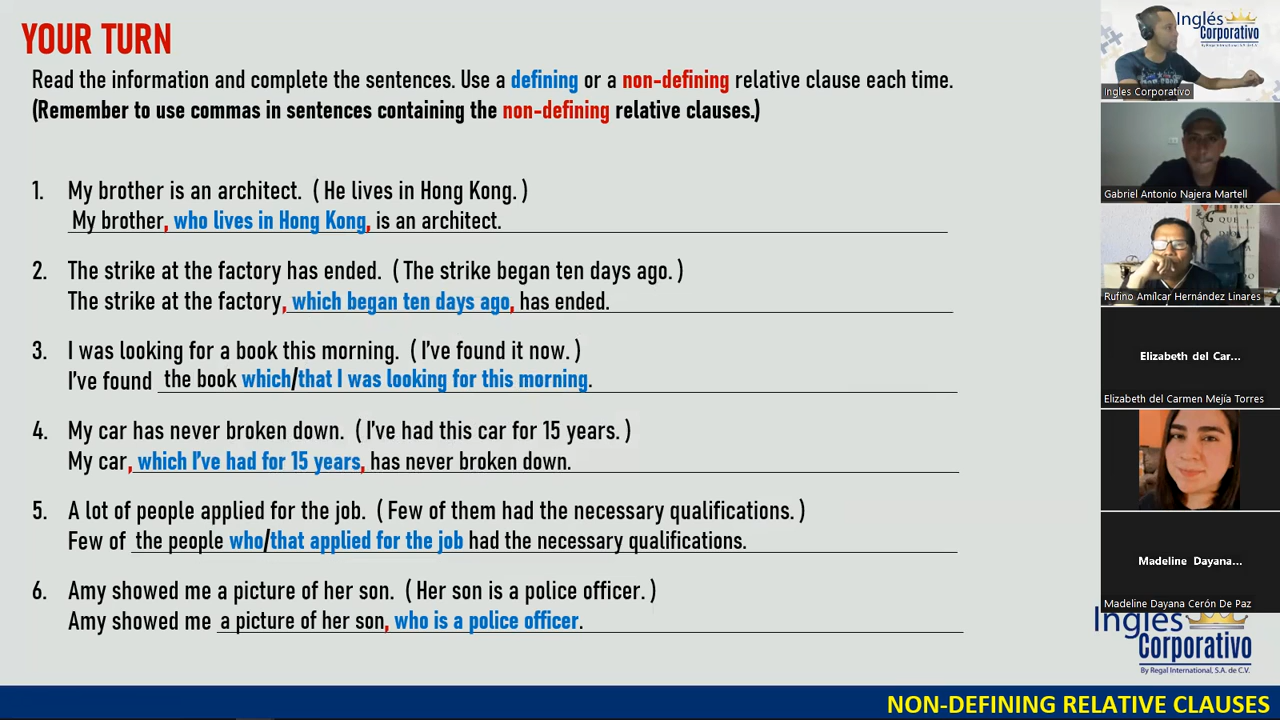 YOUR TURN
Read the information and complete the sentences. Use a defining or a non-defining relative clause each time.
(Remember to use commas in sentences containing the non-defining relative clauses.)
1. My brother is an architect. ( He lives in Hong Kong. )
My brother, who lives in Hong Kong, is an architect.
2. The strike at the factory has ended. ( The strike began ten days ago. )
The strike at the factory, which began ten days ago, has ended.
3. I was looking for a book this morning. ( I've found it now. )
I've found the book which/that I was looking for this morning.
4. My car has never broken down. ( I've had this car for 15 years. )
My car, which I've had for 15 years, has never broken down.
5. A lot of people applied for the job. ( Few of them had the necessary qualifications. )
Few of the people who/that applied for the job had the necessary qualifications.
6. Amy showed me a picture of her son. ( Her son is a police officer. )
Amy showed me a picture of her son, who is a police officer.
NON-DEFINING RELATIVE CLAUSES
Inglés
Corporativo
Ingles Corporativo
Gabriel Antonio Najera Martell
Rufino Amílcar Hernández Linares
Elizabeth del Car...
Elizabeth del Carmen Mejía Torres
Madeline Dayana...
Madeline Dayana Cerón De Paz
Inglés
Corporativo
By Regal International, S.A. de C.V.